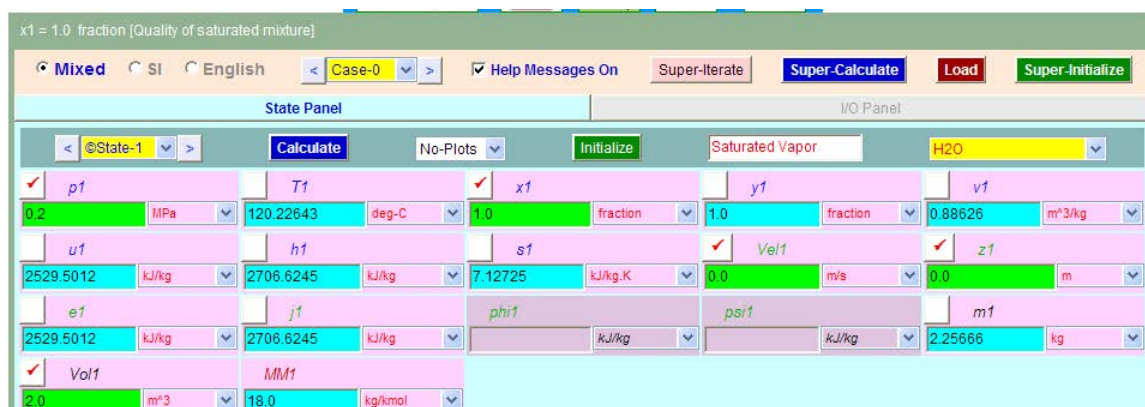 x1 = 1.0 fraction [Quality of saturated mixture]
Mixed SI English < Case-0 > Help Messages On Super-Iterate Super-Calculate Load Super-Initialize
State Panel I/O Panel
< ©State-1 > Calculate No-Plots Initialize Saturated Vapor H2O
p1 T1 x1 y1 v1
0.2 MPa 120.22643 deg-C 1.0 fraction 1.0 fraction 0.88626 m^3/kg
u1 h1 s1 Vel1 z1
2529.5012 kJ/kg 2706.6245 kJ/kg 7.12725 kJ/kg.K 0.0 m/s 0.0 m
e1 j1 phi1 psi1 m1
2529.5012 kJ/kg 2706.6245 kJ/kg kJ/kg kJ/kg 2.25666 kg
Vol1 MM1
2.0 m^3 18.0 kg/kmol